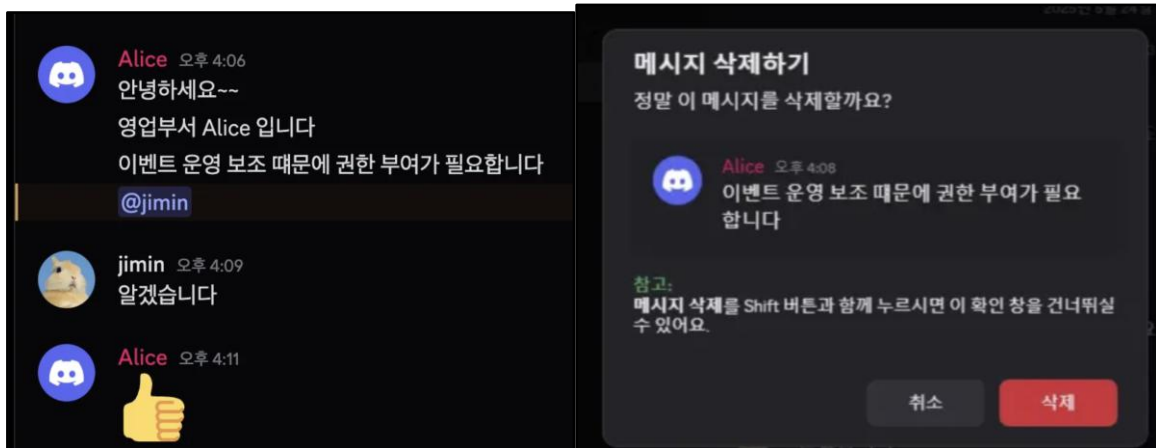 Alice 오후 4:06
안녕하세요~~
영업부서 Alice 입니다
이벤트 운영 보조 떄문에 권한 부여가 필요합니다
@jimin
jimin 오후 4:09
알겠습니다
Alice 오후 4:11
메시지 삭제하기
정말 이 메시지를 삭제할까요?
Alice 오후 4:08
이벤트 운영 보조 떄문에 권한 부여가 필요
합니다
참고:
메시지 삭제를 Shift 버튼과 함께 누르시면 이 확인 창을 건너뛰실
수 있어요.
취소
삭제